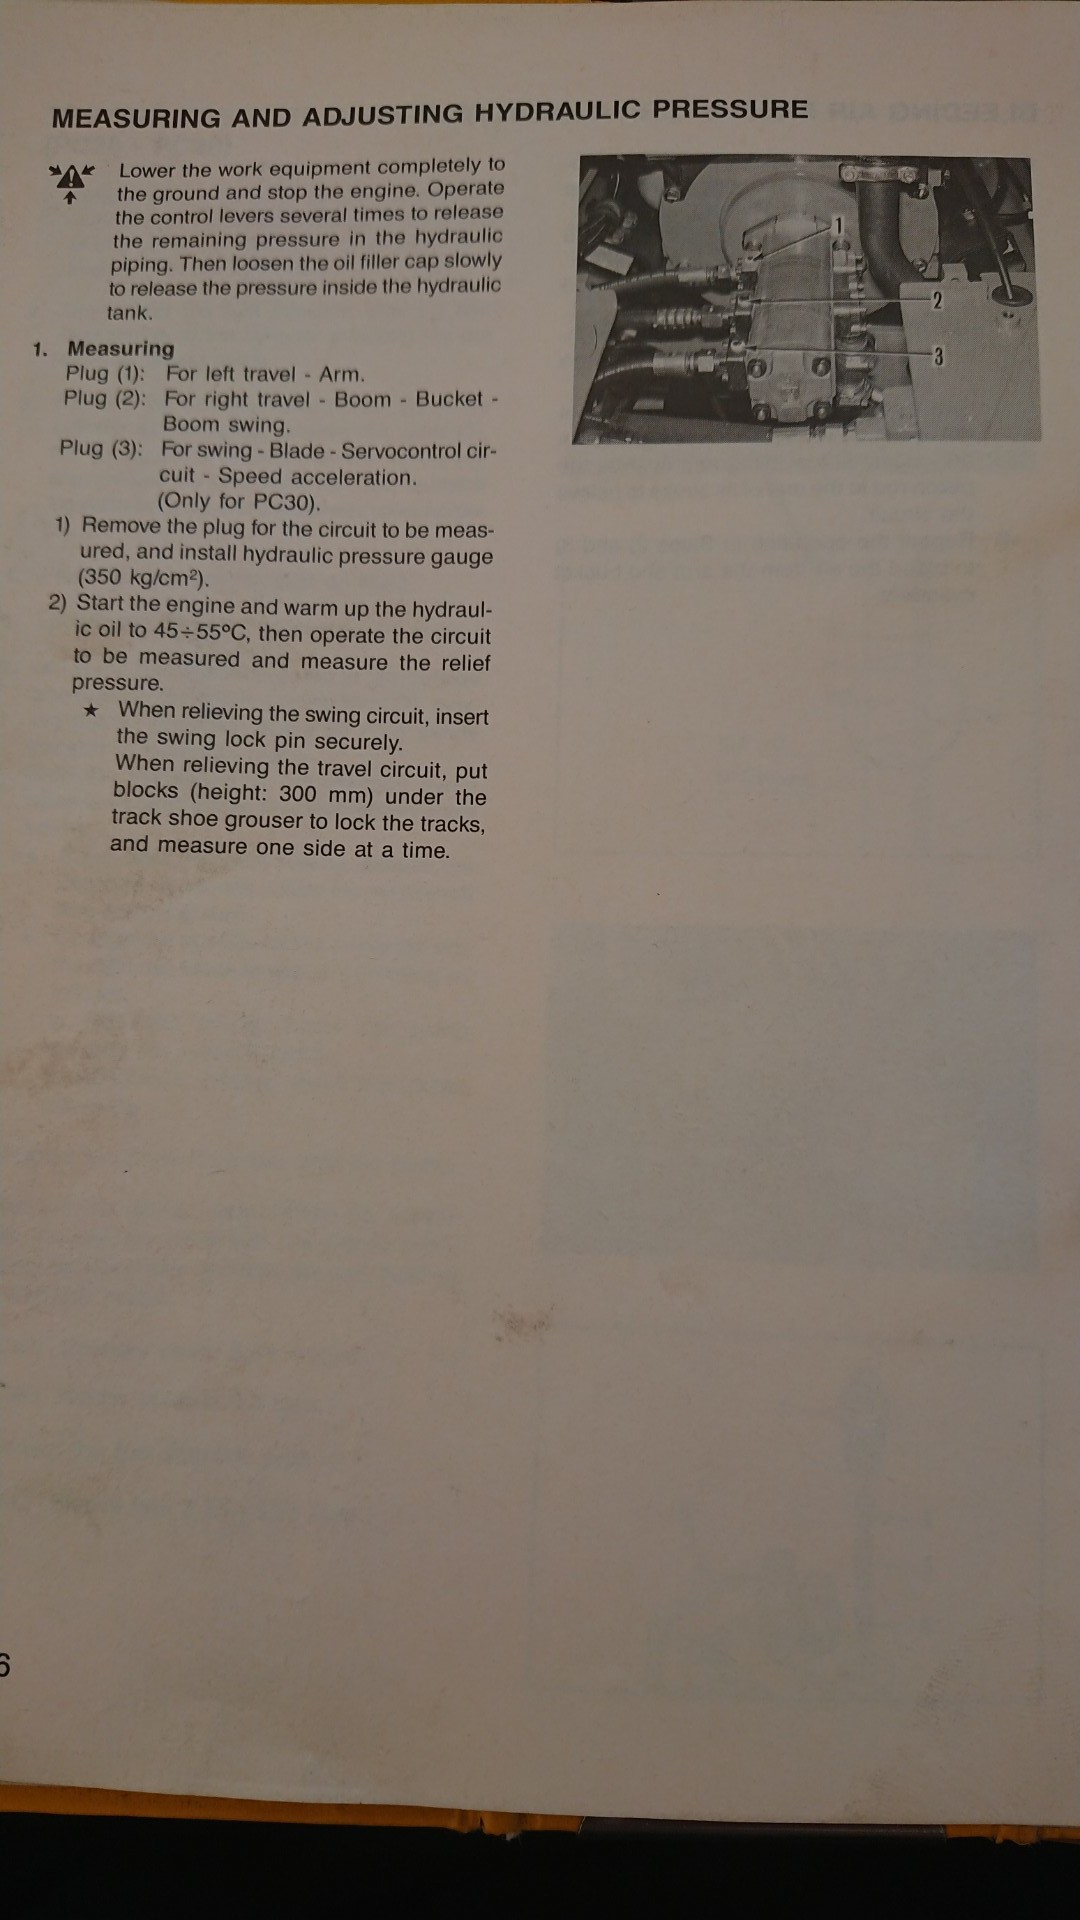 MEASURING AND ADJUSTING HYDRAULIC PRESSURE
Lower the work equipment completely to
the ground and stop the engine. Operate
the control levers several times to release
the remaining pressure in the hydraulic
piping. Then loosen the oil filler cap slowly
to release the pressure inside the hydraulic
tank.
1. Measuring
Plug (1): For left travel - Arm.
Plug (2): For right travel - Boom - Bucket -
Boom swing.
Plug (3): For swing - Blade - Servocontrol cir-
cuit - Speed acceleration.
(Only for PC30).
1) Remove the plug for the circuit to be meas-
ured, and install hydraulic pressure gauge
(350 kg/cm²).
2) Start the engine and warm up the hydraul-
ic oil to 45÷55°C, then operate the circuit
to be measured and measure the relief
pressure.
★ When relieving the swing circuit, insert
the swing lock pin securely.
When relieving the travel circuit, put
blocks (height: 300 mm) under the
track shoe grouser to lock the tracks,
and measure one side at a time.
1
2
3
6